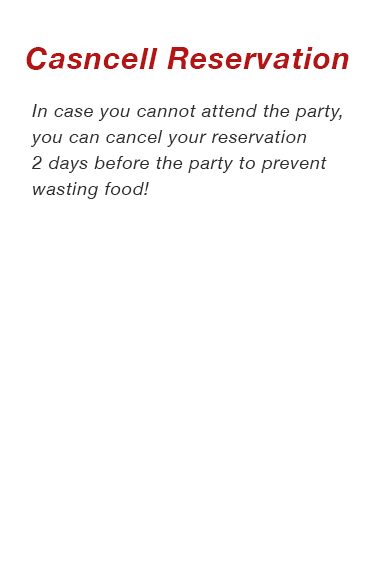 Casncell Reservation
In case you cannot attend the party,
you can cancel your reservation
2 days before the party to prevent
wasting food!